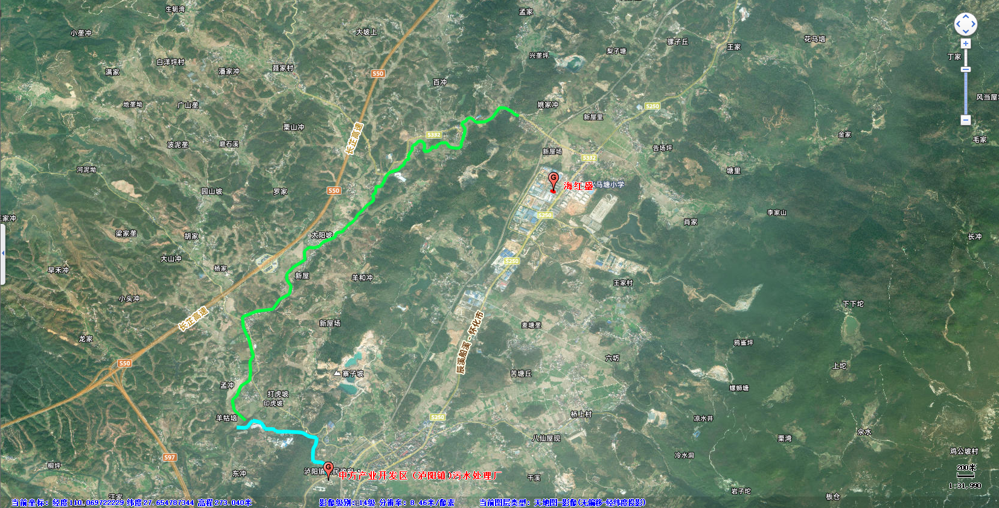 生轭湾
孟家
小垄冲
大坡上
骡子丘
花马垴
王家
梨子塘
兴垄坪
丁家
白洋坪村
满家
潘家冲
聂家村
S50
百冲
风当屋
地垄坳
广山垄
姚家冲
S250
新屋里
栗山冲
长芷高速
S332
金家
毛家
波泥垄
磨石溪
新屋场
告场坪
S332
河泥坳
塘里
园山坡
罗家
S50
海红盛
火马塘小学
家冲
S250
李家山
肖家
梁家垄
胡家
太阳坡
长冲
大山冲
S250
早禾冲
杨家
新屋
羊和冲
王家村
小头冲
下下坨
长芷高速
新屋场
麦塘垄
辰溪船溪-怀化市
龙家
鸦雀坪
S50
六坊
上坨
寨子坡
苦塘丘
孟冲
打虎坡
印虎坡
螺蛳塘
羊牯垴
S250
桥上村
凉水井
余水
八仙屋现
栗湾
冷水洞
鸡公坡村
S97
桐坪
东冲
泸阳镇
中方产业开发区（泸阳镇）污水处理厂
干溪
200米
1:31,990
岩子坨
汪家
板仓
当前坐标: 经度110.069722229 纬度27.654787344 高程273.040米
影像级别:14级 分辨率: 8.46米/像素
当前图层类型: 天地图-影像(无偏移-经纬度投影)